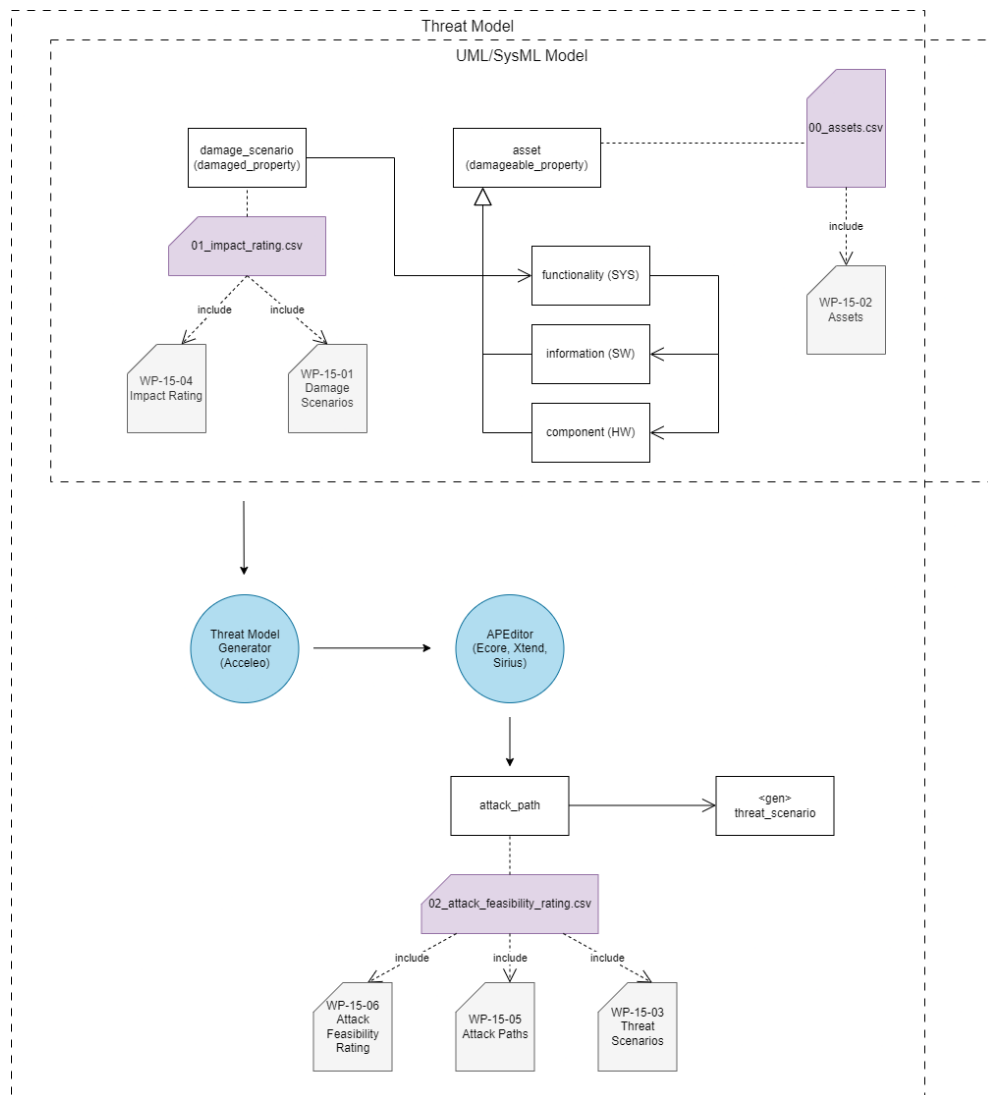 Threat Model
UML/SysML Model
damage_scenario
(damaged_property)
asset
(damageable_property)
00_assets.csv
01_impact_rating.csv
include
include
include
functionality (SYS)
WP-15-02
Assets
information (SW)
WP-15-04
Impact Rating
WP-15-01
Damage
Scenarios
component (HW)
Threat Model
Generator
(Acceleo)
APEditor
(Ecore, Xtend,
Sirius)
attack_path
<gen>
threat_scenario
02_attack_feasibility_rating.csv
include
include
include
WP-15-06
Attack
Feasibility
Rating
WP-15-05
Attack Paths
WP-15-03
Threat
Scenarios